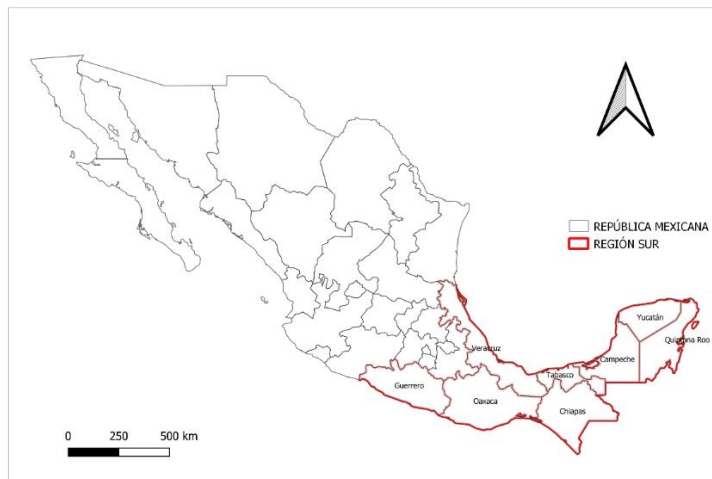 REPÚBLICA MEXICANA
REGIÓN SUR
Yucatán
Quintana Roo
Veracruz
Campeche
Tabasco
Guerrero
Oaxaca
Chiapas
0 250 500 km